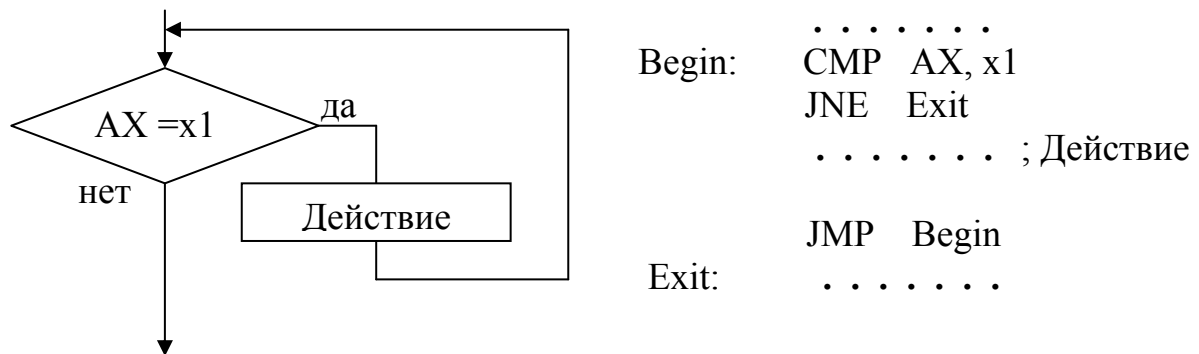 AX =x1
да
нет
Действие
. . . . . . .
Begin: CMP AX, x1
JNE Exit
. . . . . . . ; Действие
JMP Begin
Exit: . . . . . . .